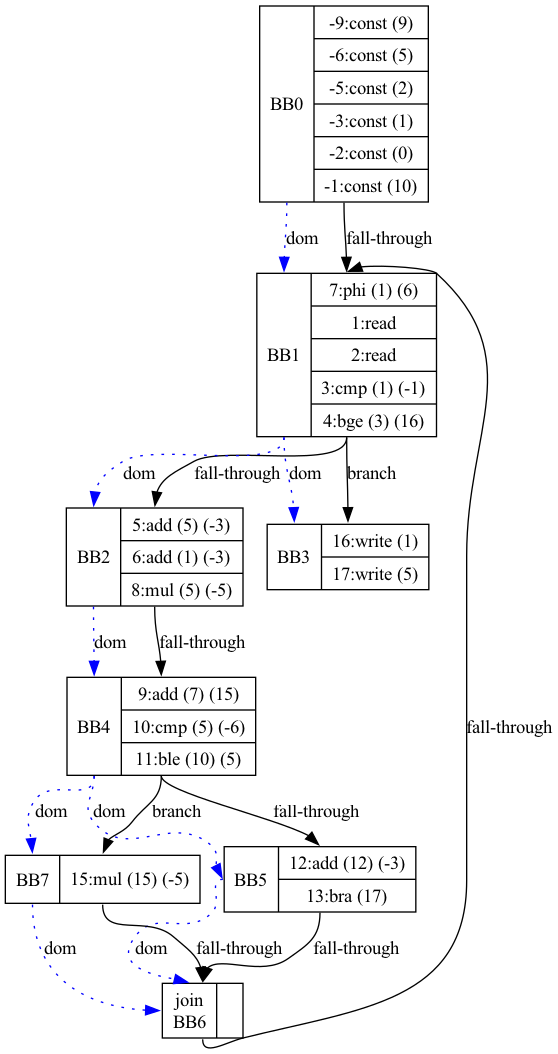 BB0
-9:const (9)
-6:const (5)
-5:const (2)
-3:const (1)
-2:const (0)
-1:const (10)
dom
fall-through
BB1
7:phi (1) (6)
1:read
2:read
3:cmp (1) (-1)
4:bge (3) (16)
dom
fall-through
dom
branch
BB2
5:add (5) (-3)
6:add (1) (-3)
8:mul (5) (-5)
BB3
16:write (1)
17:write (5)
dom
fall-through
BB4
9:add (7) (15)
10:cmp (5) (-6)
11:ble (10) (5)
fall-through
dom
dom
branch
fall-through
BB7
15:mul (15) (-5)
BB5
12:add (12) (-3)
13:bra (17)
dom
dom
fall-through
fall-through
join
BB6